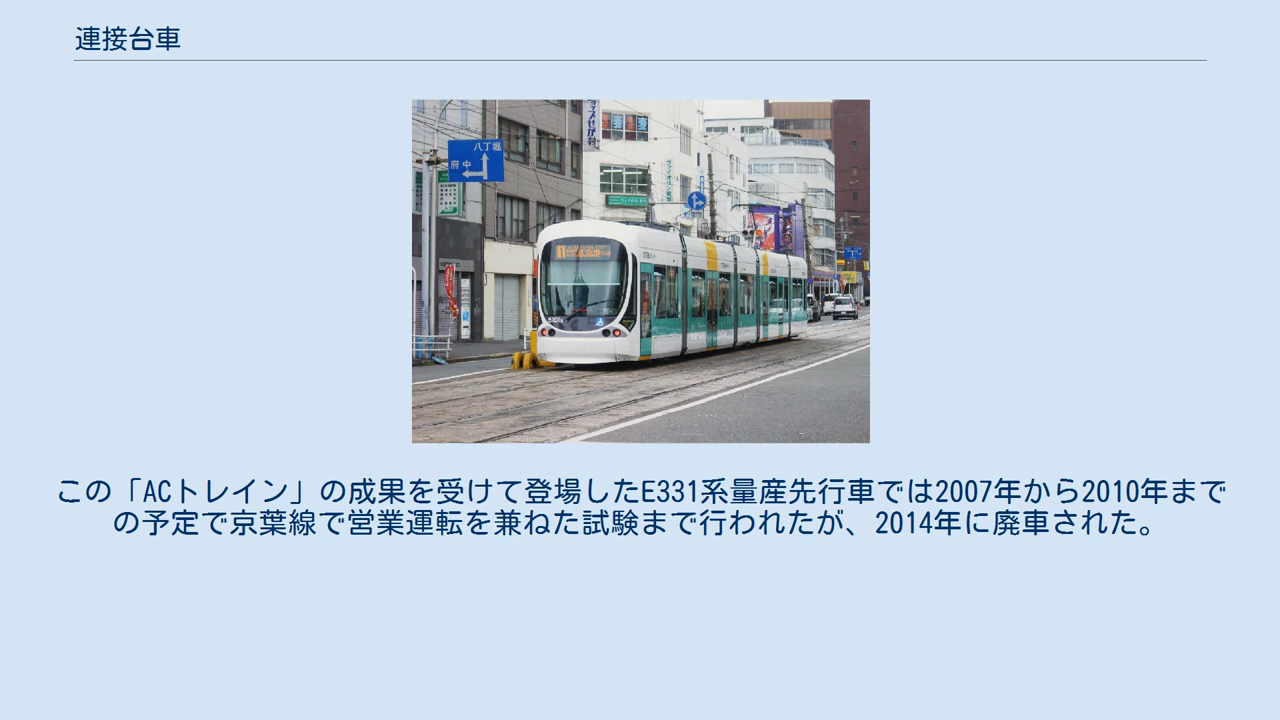 連接台車
八丁堀
府中
この「ACトレイン」の成果を受けて登場したE331系量産先行車では2007年から2010年まで
の予定で京葉線で営業運転を兼ねた試験まで行われたが、2014年に廃車された。